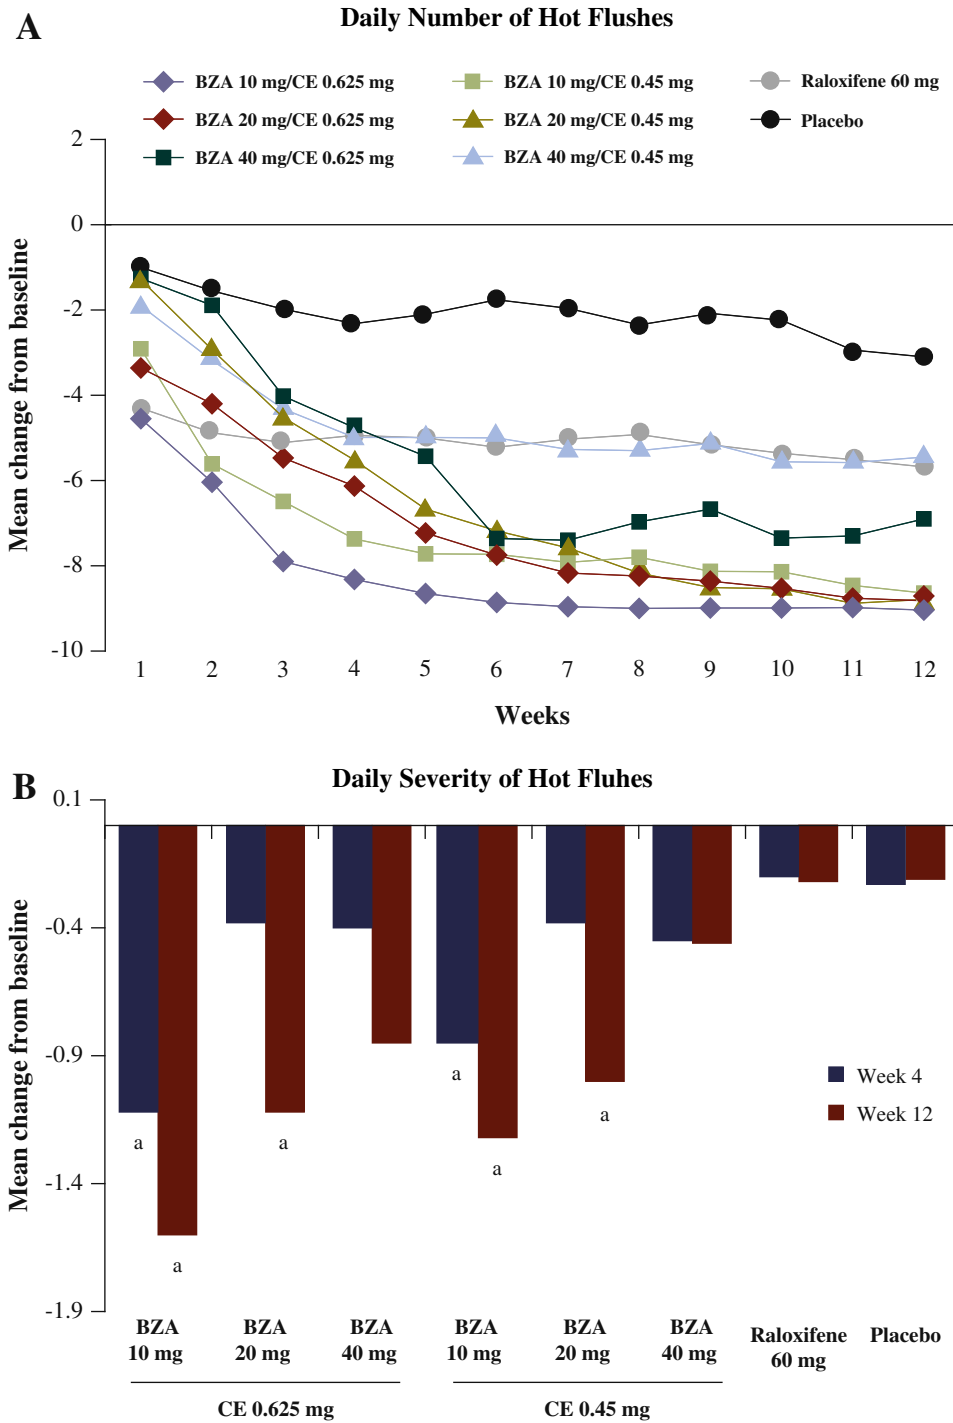 A
Daily Number of Hot Flushes
BZA 10 mg/CE 0.625 mg
BZA 10 mg/CE 0.45 mg
Raloxifene 60 mg
BZA 20 mg/CE 0.625 mg
BZA 20 mg/CE 0.45 mg
Placebo
BZA 40 mg/CE 0.625 mg
BZA 40 mg/CE 0.45 mg
Mean change from baseline
2
0
-2
-4
-6
-8
-10
1 2 3 4 5 6 7 8 9 10 11 12
Weeks
B
Daily Severity of Hot Fluhes
Mean change from baseline
0.1
-0.4
-0.9
-1.4
-1.9
a
a
a
a
a
a
Week 4
Week 12
BZA
10 mg
BZA
20 mg
BZA
40 mg
BZA
10 mg
BZA
20 mg
BZA
40 mg
Raloxifene
60 mg
Placebo
CE 0.625 mg
CE 0.45 mg